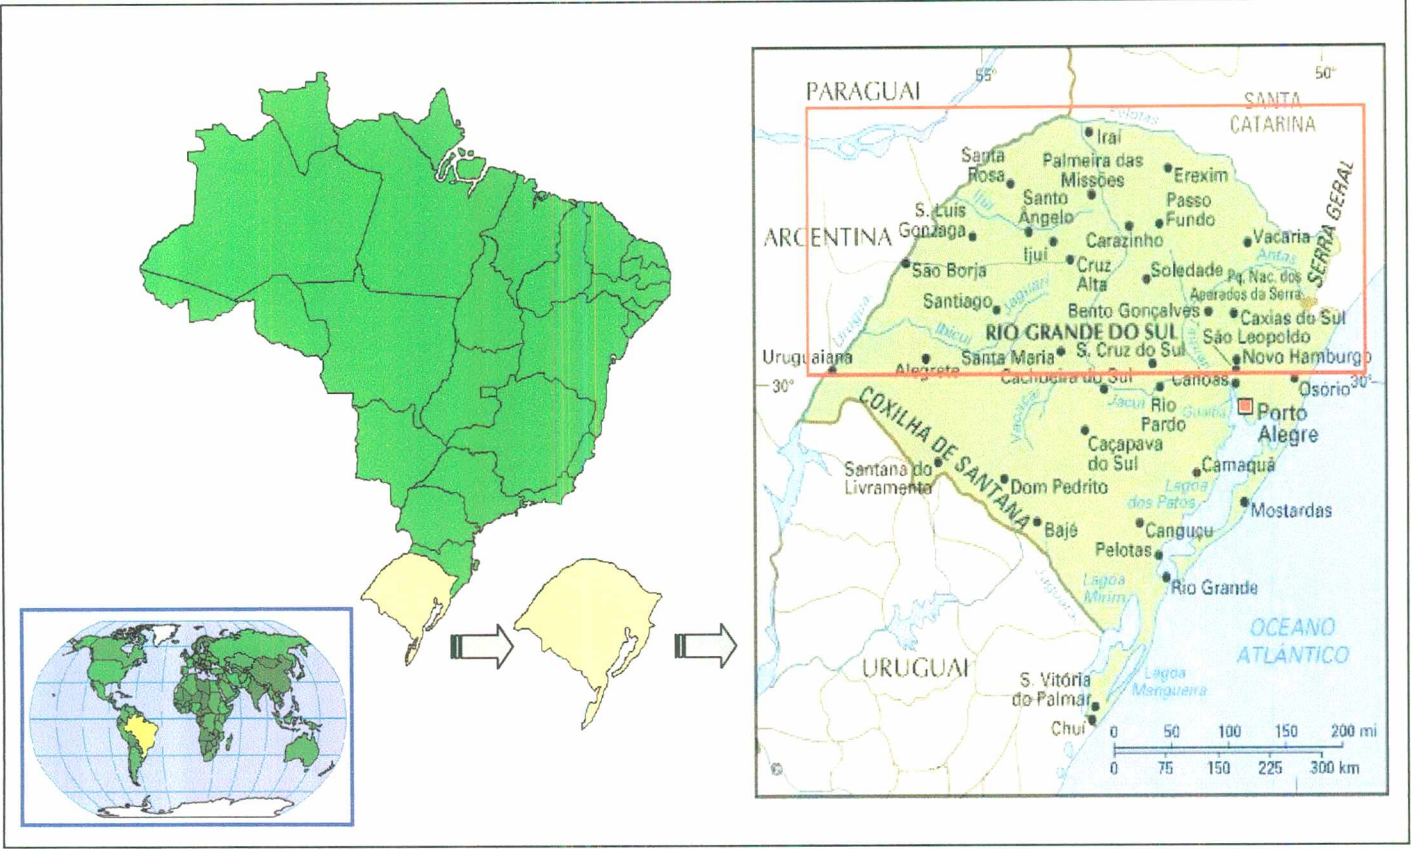 55°
50°
PARAGUAI
SANTA
CATARINA
Pelotas
Iraí
Santa
Rosa
Palmeira das
Missões
Erexim
Ijuí
Santo
Ângelo
Passo
Fundo
S. Luis
Gonzaga
SERRA GERAL
ARGENTINA
Carazinho
Vacaria
Ijuí
Antas
São Borja
Cruz
Alta
Soledade
Pq. Nac. dos
Aparados da Serra
Santiago
Jaguari
Bento Gonçalves
Caxias do Sul
Uruguai
Ibicuí
RIO GRANDE DO SUL
São Leopoldo
Uruguaiana
Alegrete
Santa Maria
S. Cruz do Sul
Novo Hamburgo
Cachoeira do Sul
Canoas
30°
Osório
30°
COXILHA DE SANTANA
Vacacaí
Jacuí
Rio
Pardo
Guaíba
Porto
Alegre
Caçapava
do Sul
Santana do
Livramento
Camaquã
Dom Pedrito
Lagoa
dos Patos
Mostardas
Bajé
Canguçu
Pelotas
Lagoa
Mirim
Rio Grande
OCEANO
ATLÂNTICO
URUGUAI
S. Vitória
do Palmar
Lagoa
Mangueira
Chuí
0 50 100 150 200 mi
0 75 150 225 300 km
©